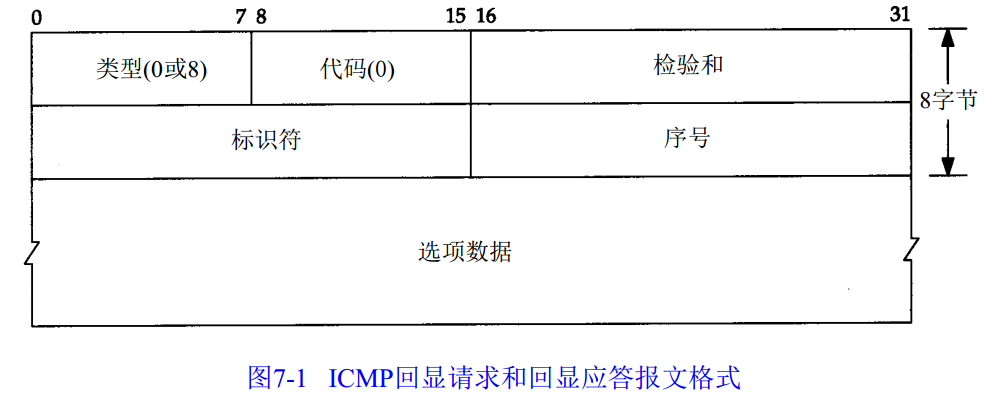 0 7 8 15 16 31
类型(0或8) 代码(0) 检验和
8字节
标识符 序号
选项数据
图7-1 ICMP回显请求和回显应答报文格式